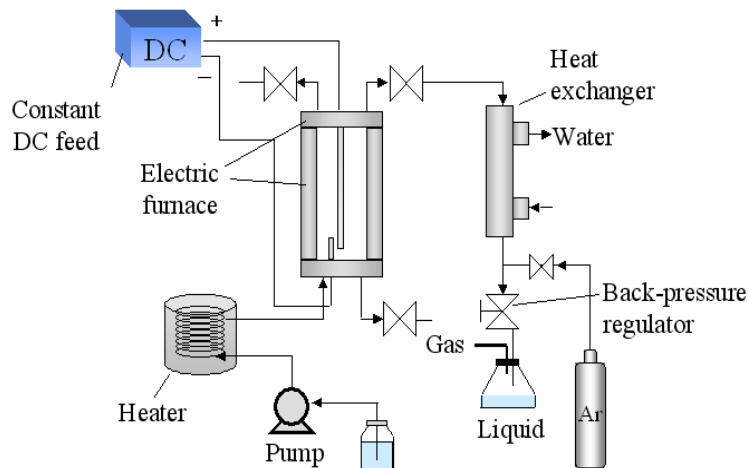 +
DC
−
Constant
DC feed
Electric
furnace
Heat
exchanger
Water
Back-pressure
regulator
Gas
Heater
Pump
Liquid
Ar